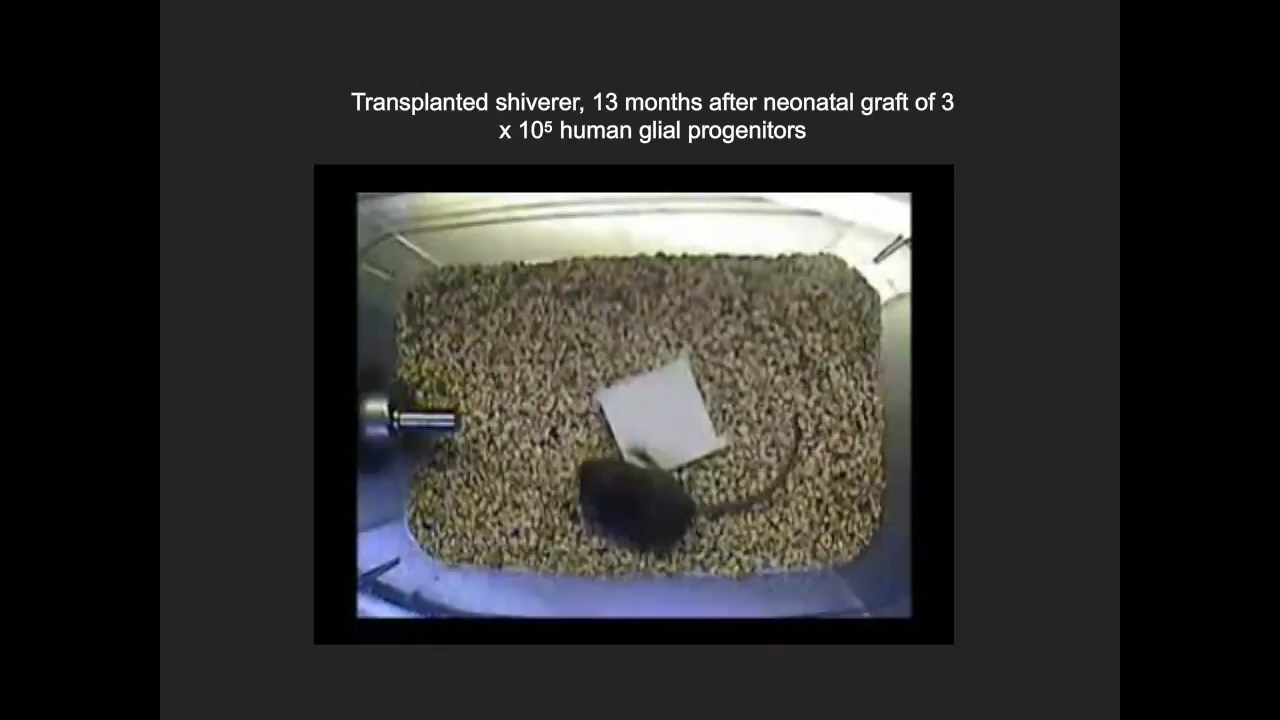 Transplanted shiverer, 13 months after neonatal graft of 3
x 10⁵ human glial progenitors